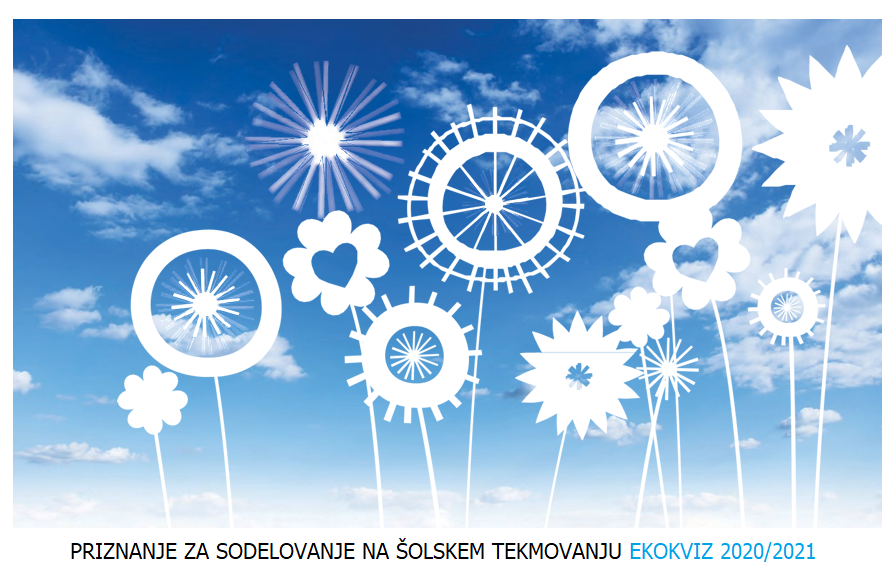 PRIZNANJE ZA SODELOVANJE NA ŠOLSKEM TEKMOVANJU EKOKVIZ 2020/2021